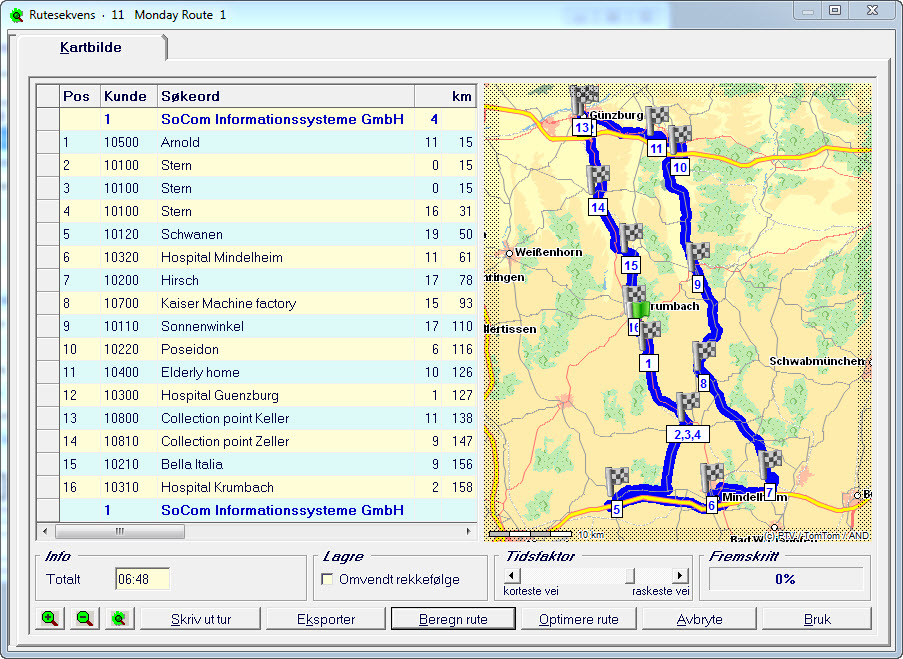 Rutesekvens · 11 Monday Route 1
Kartbilde
Pos Kunde Søkeord km
1 SoCom Informationssysteme GmbH 4
1 10500 Arnold 11 15
2 10100 Stern 0 15
3 10100 Stern 0 15
4 10100 Stern 16 31
5 10120 Schwanen 19 50
6 10320 Hospital Mindelheim 11 61
7 10200 Hirsch 17 78
8 10700 Kaiser Machine factory 15 93
9 10110 Sonnenwinkel 17 110
10 10220 Poseidon 6 116
11 10400 Elderly home 10 126
12 10300 Hospital Guenzburg 1 127
13 10800 Collection point Keller 11 138
14 10810 Collection point Zeller 9 147
15 10210 Bella Italia 9 156
16 10310 Hospital Krumbach 2 158
1 SoCom Informationssysteme GmbH
Günzburg
13
11
10
14
Weißenhorn
15
hringen
9
rumbach
16
llertissen
1
Schwabmünchen
8
2,3,4
7
Mindelheim
6
5
10 km
(c) PTV, TomTom / AND
Info
Totalt 06:48
Lagre
Omvendt rekkefølge
Tidsfaktor
korteste vei raskeste vei
Fremskritt
0%
Skriv ut tur Eksporter Beregn rute Optimere rute Avbryte Bruk